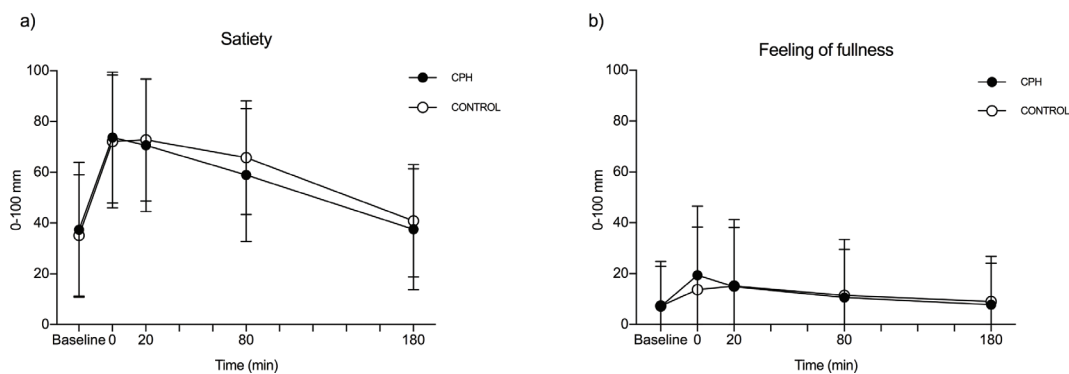 a)
Satiety
CPH
CONTROL
100
80
60
40
20
0
0-100 mm
Baseline 0 20 80 180
Time (min)
b)
Feeling of fullness
CPH
CONTROL
100
80
60
40
20
0
0-100 mm
Baseline 0 20 80 180
Time (min)